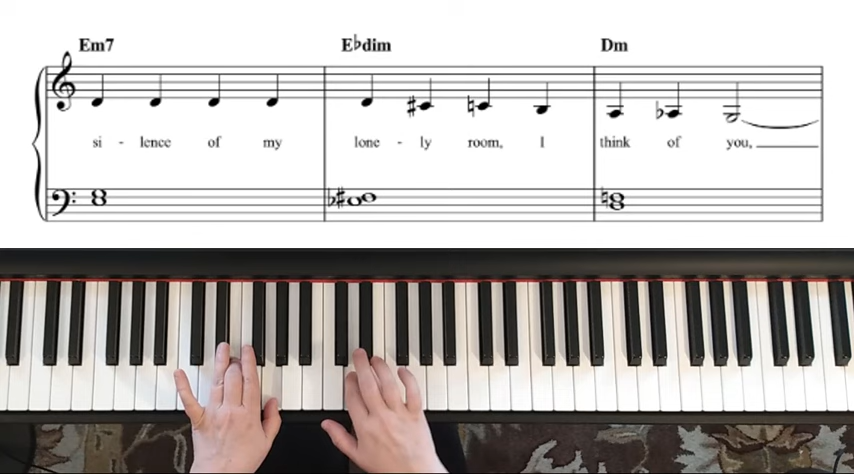 Em7 E♭dim Dm
si - lence of my lone - ly room, I think of you,